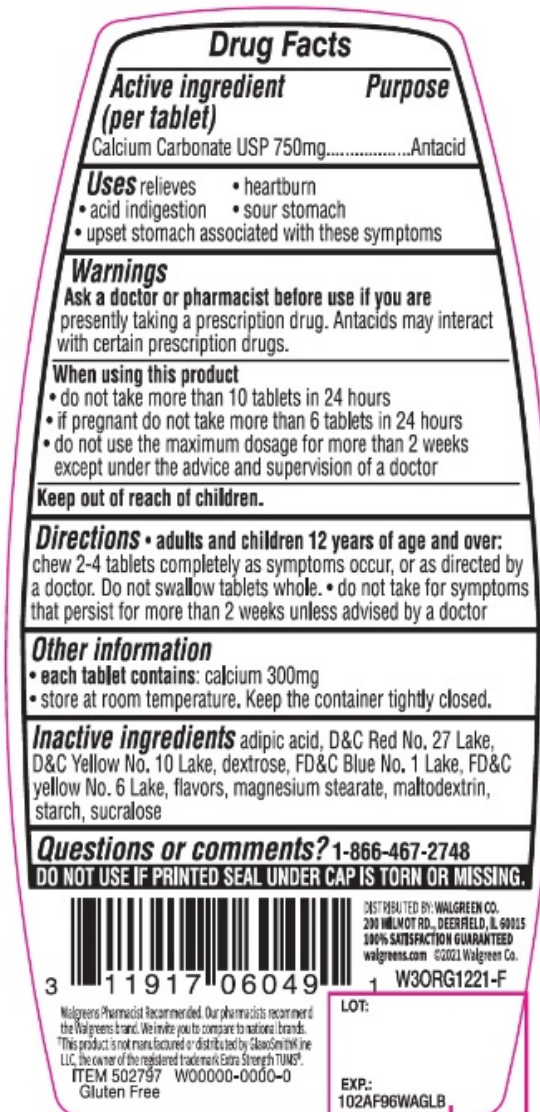 Drug Facts
Active ingredient Purpose
(per tablet)
Calcium Carbonate USP 750mg..................Antacid
Uses relieves • heartburn
• acid indigestion • sour stomach
• upset stomach associated with these symptoms
Warnings
Ask a doctor or pharmacist before use if you are
presently taking a prescription drug. Antacids may interact
with certain prescription drugs.
When using this product
• do not take more than 10 tablets in 24 hours
• if pregnant do not take more than 6 tablets in 24 hours
• do not use the maximum dosage for more than 2 weeks
except under the advice and supervision of a doctor
Keep out of reach of children.
Directions • adults and children 12 years of age and over:
chew 2-4 tablets completely as symptoms occur, or as directed by
a doctor. Do not swallow tablets whole. • do not take for symptoms
that persist for more than 2 weeks unless advised by a doctor
Other information
• each tablet contains: calcium 300mg
• store at room temperature. Keep the container tightly closed.
Inactive ingredients adipic acid, D&C Red No. 27 Lake,
D&C Yellow No. 10 Lake, dextrose, FD&C Blue No. 1 Lake, FD&C
yellow No. 6 Lake, flavors, magnesium stearate, maltodextrin,
starch, sucralose
Questions or comments? 1-866-467-2748
DO NOT USE IF PRINTED SEAL UNDER CAP IS TORN OR MISSING.
DISTRIBUTED BY: WALGREEN CO.
200 WILMOT RD., DEERFIELD, IL 60015
100% SATISFACTION GUARANTEED
walgreens.com ©2021 Walgreen Co.
3 11917 06049 1
W3ORG1221-F
Walgreens Pharmacist Recommended. Our pharmacists recommend
the Walgreens brand. We invite you to compare to national brands.
†This product is not manufactured or distributed by GlaxoSmithKline
LLC, the owner of the registered trademark Extra Strength TUMS®.
ITEM 502797 W00000-0000-0
Gluten Free
LOT:
EXP.:
102AF96WAGLB